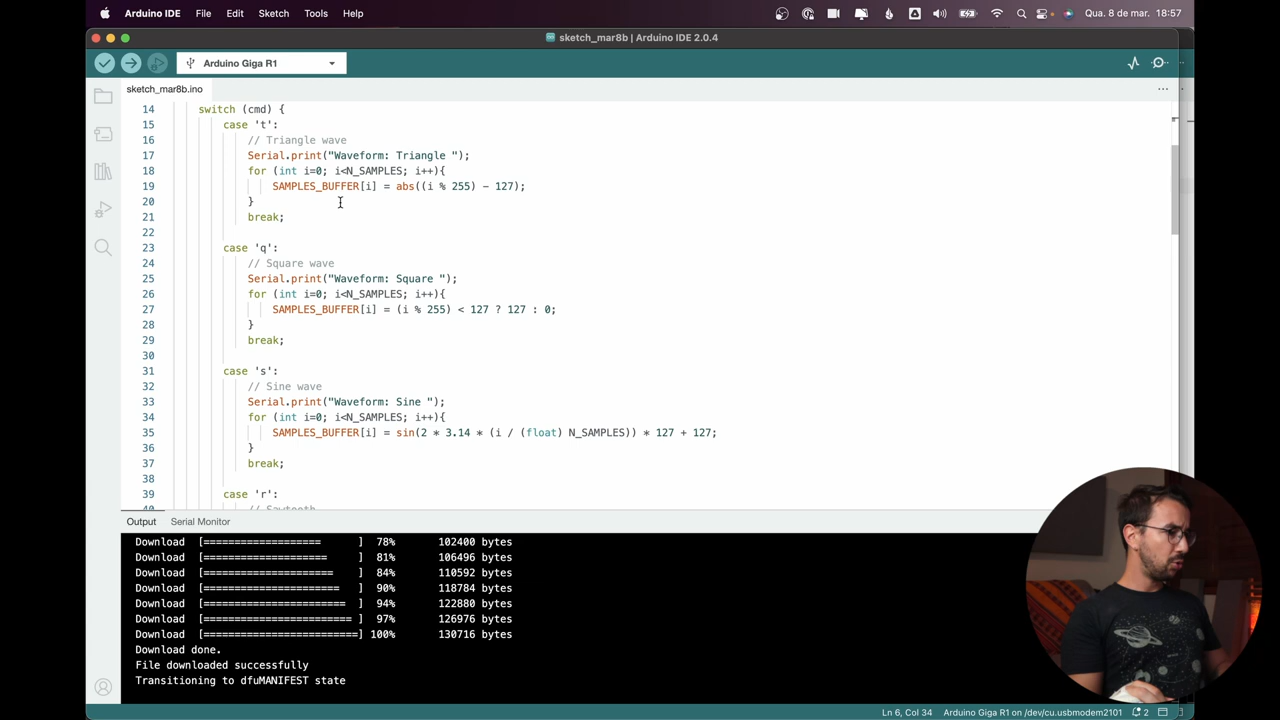 Arduino IDE File Edit Sketch Tools Help Qua. 8 de mar. 18:57
sketch_mar8b | Arduino IDE 2.0.4
Arduino Giga R1
sketch_mar8b.ino
14 switch (cmd) {
15 case 't':
16 // Triangle wave
17 Serial.print("Waveform: Triangle ");
18 for (int i=0; i<N_SAMPLES; i++){
19 SAMPLES_BUFFER[i] = abs((i % 255) - 127);
20 }
21 break;
22
23 case 'q':
24 // Square wave
25 Serial.print("Waveform: Square ");
26 for (int i=0; i<N_SAMPLES; i++){
27 SAMPLES_BUFFER[i] = (i % 255) < 127 ? 127 : 0;
28 }
29 break;
30
31 case 's':
32 // Sine wave
33 Serial.print("Waveform: Sine ");
34 for (int i=0; i<N_SAMPLES; i++){
35 SAMPLES_BUFFER[i] = sin(2 * 3.14 * (i / (float) N_SAMPLES)) * 127 + 127;
36 }
37 break;
38
39 case 'r':
40 // Sawtooth
Output Serial Monitor
Download [=================== ] 78% 102400 bytes
Download [==================== ] 81% 106496 bytes
Download [===================== ] 84% 110592 bytes
Download [====================== ] 90% 118784 bytes
Download [======================= ] 94% 122880 bytes
Download [======================== ] 97% 126976 bytes
Download [=========================] 100% 130716 bytes
Download done.
File downloaded successfully
Transitioning to dfuMANIFEST state
Ln 6, Col 34 Arduino Giga R1 on /dev/cu.usbmodem2101 2